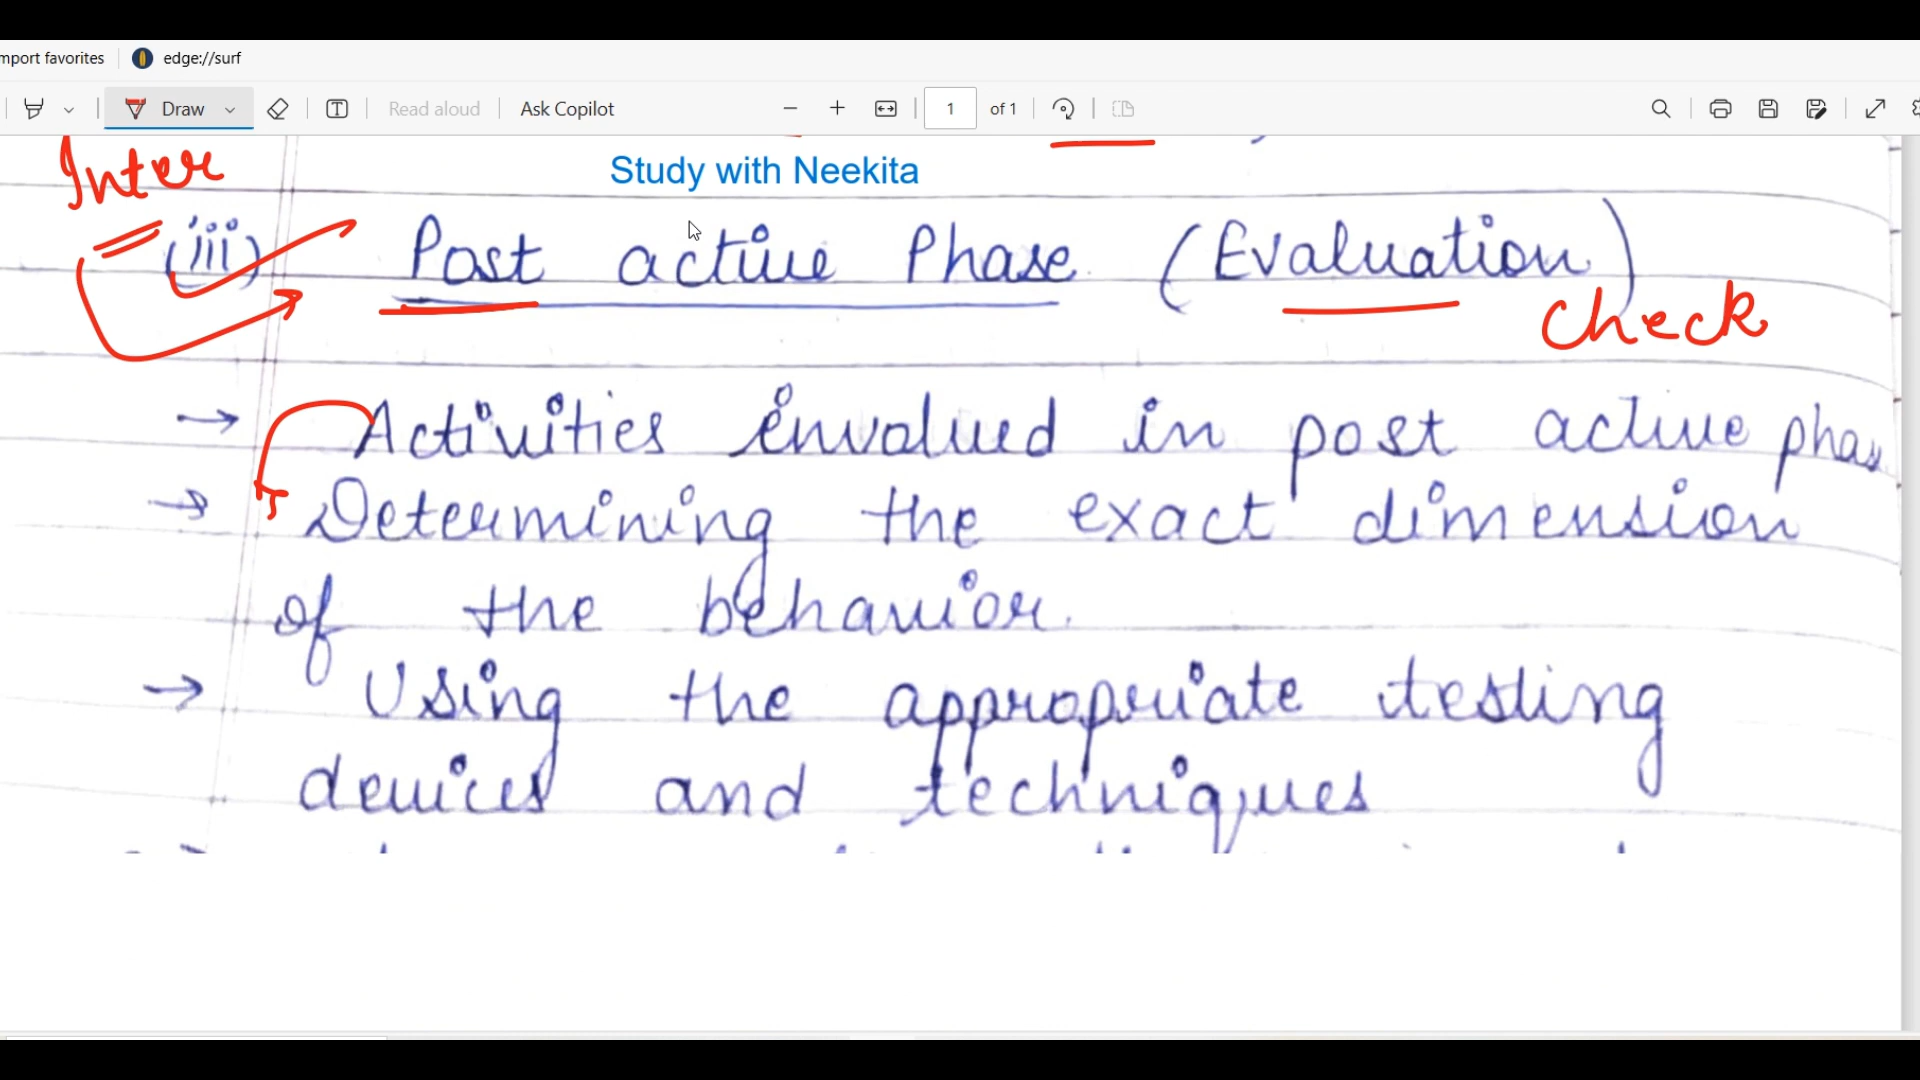 mport favorites edge://surf
Draw Read aloud Ask Copilot 1 of 1
Inter
Study with Neekita
(iii) Post active Phase (Evaluation)
check
→ Activities involved in post active phas
→ Determining the exact dimension
of the behavior.
→ Using the appropriate testing
devices and techniques